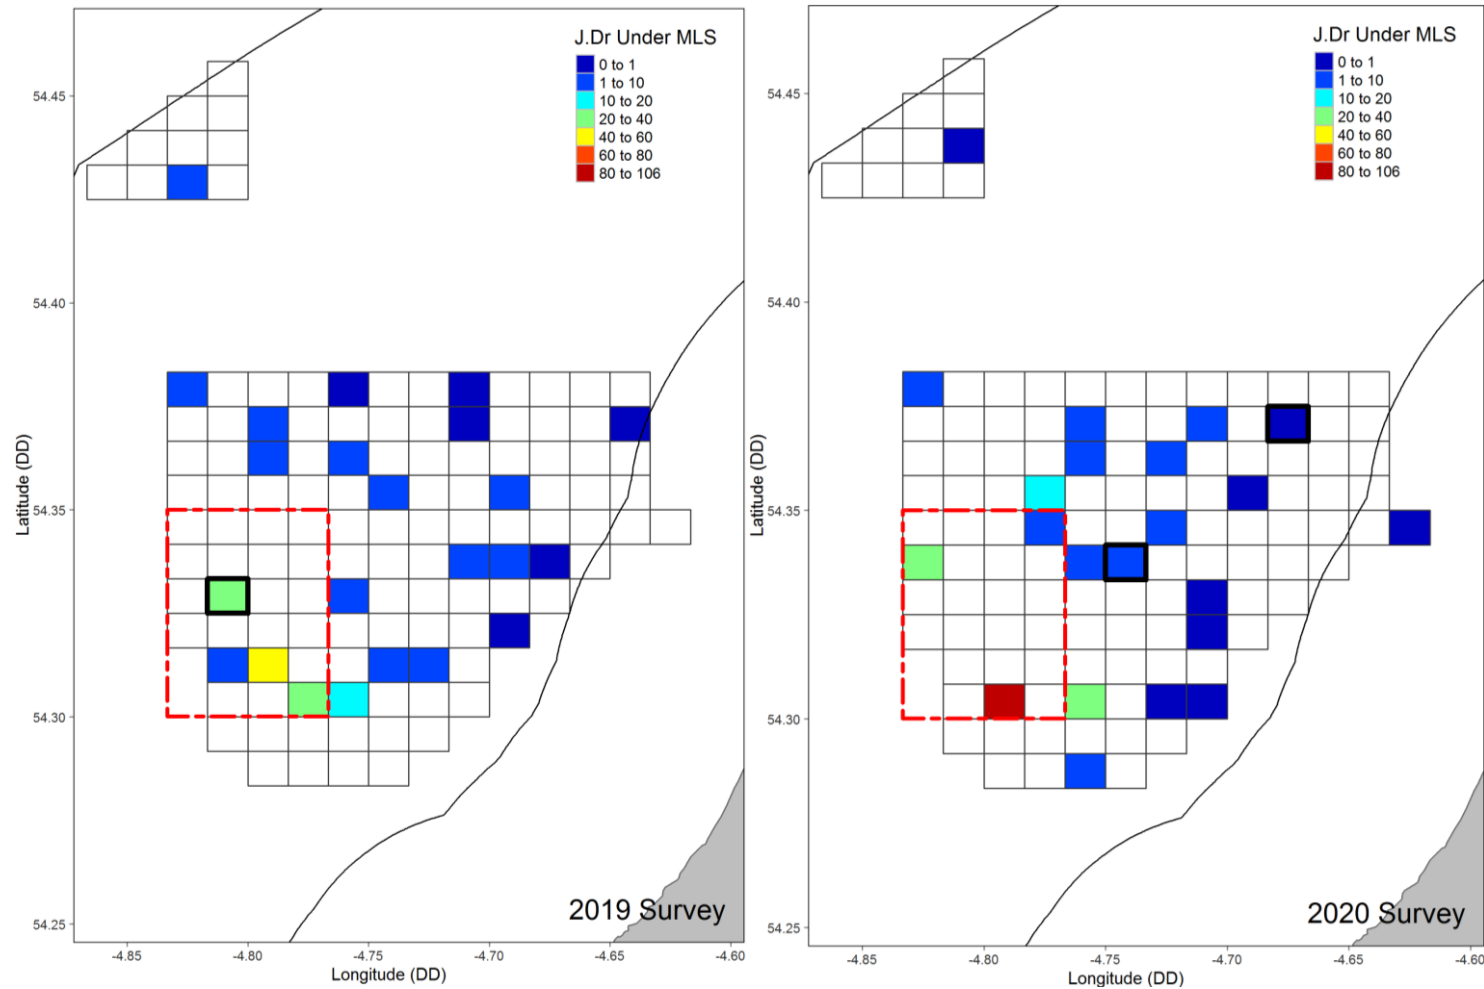 J.Dr Under MLS
0 to 1
1 to 10
10 to 20
20 to 40
40 to 60
60 to 80
80 to 106
54.45
54.40
54.35
54.30
54.25
Latitude (DD)
2019 Survey
-4.85
-4.80
-4.75
-4.70
-4.65
-4.60
Longitude (DD)
J.Dr Under MLS
0 to 1
1 to 10
10 to 20
20 to 40
40 to 60
60 to 80
80 to 106
54.45
54.40
54.35
54.30
54.25
Latitude (DD)
2020 Survey
-4.85
-4.80
-4.75
-4.70
-4.65
-4.60
Longitude (DD)